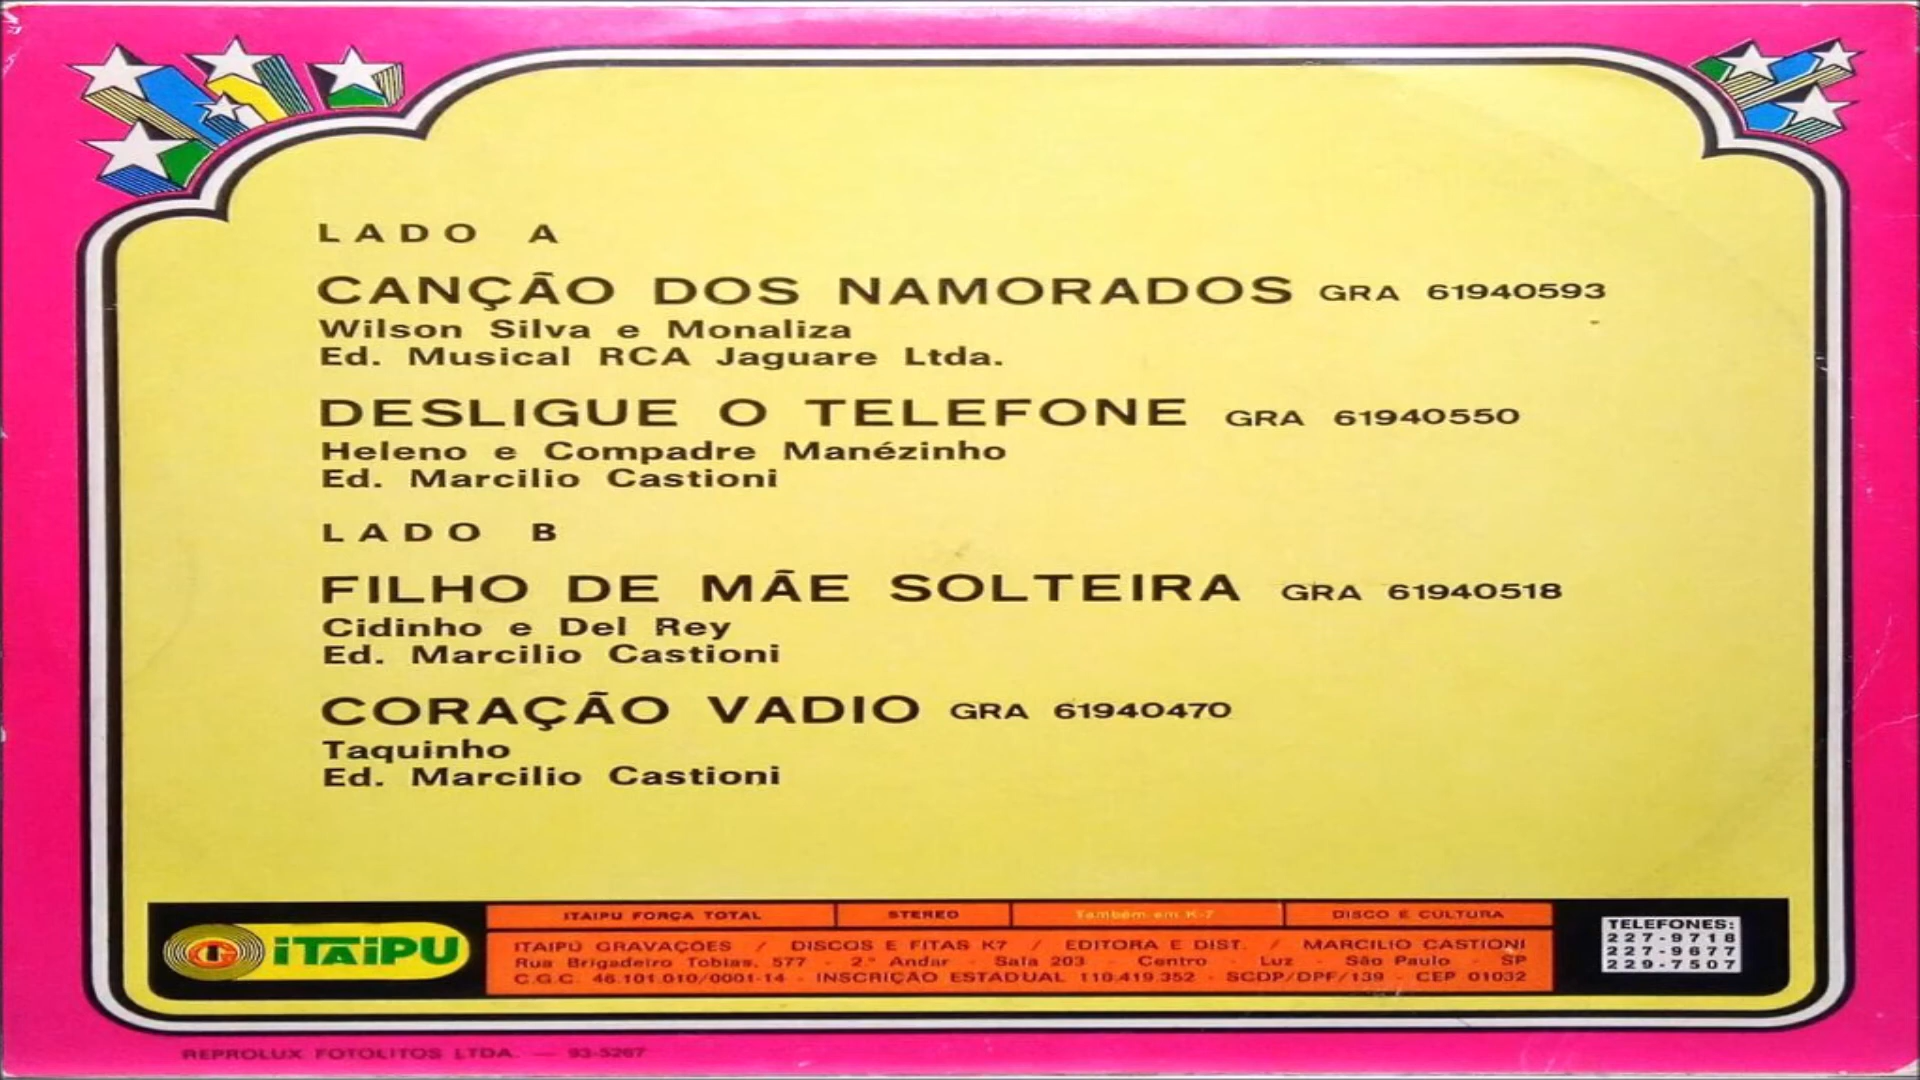 LADO A
CANÇÃO DOS NAMORADOS GRA 61940593
Wilson Silva e Monaliza
Ed. Musical RCA Jaguare Ltda.
DESLIGUE O TELEFONE GRA 61940550
Heleno e Compadre Manézinho
Ed. Marcilio Castioni
LADO B
FILHO DE MÃE SOLTEIRA GRA 61940518
Cidinho e Del Rey
Ed. Marcilio Castioni
CORAÇÃO VADIO GRA 61940470
Taquinho
Ed. Marcilio Castioni
iTAiPU
ITAIPU FORÇA TOTAL STEREO Também em K-7 DISCO É CULTURA
ITAIPU GRAVAÇÕES / DISCOS E FITAS K7 / EDITORA E DIST. / MARCILIO CASTIONI
Rua Brigadeiro Tobias, 577 - 2.º Andar - Sala 203 - Centro - Luz - São Paulo - SP
C.G.C. 46.101.010/0001-14 - INSCRIÇÃO ESTADUAL 110.419.352 - SCDP/DPF/139 - CEP 01032
TELEFONES:
227-9718
227-9677
229-7507
REPROLUX FOTOLITOS LTDA. — 93-5267